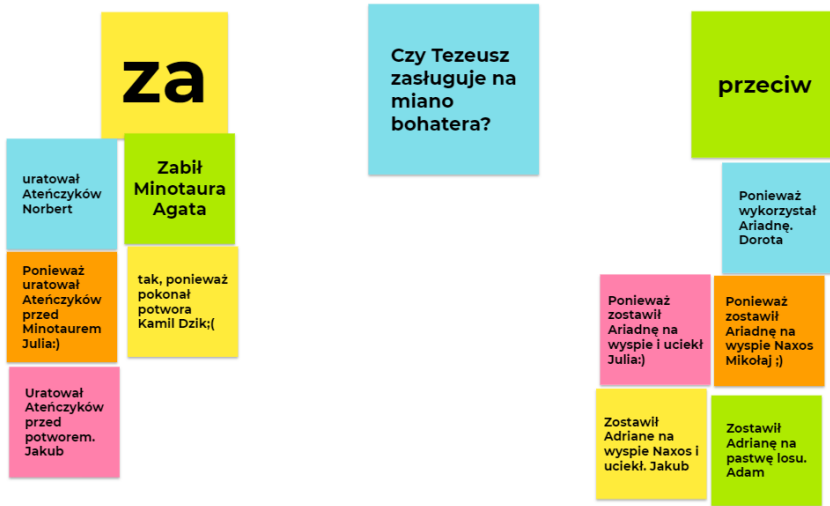 za
Czy Tezeusz
zasługuje na
miano
bohatera?
przeciw
uratował
Ateńczyków
Norbert
Zabił
Minotaura
Agata
Ponieważ
uratował
Ateńczyków
przed
Minotaurem
Julia:)
tak, ponieważ
pokonał
potwora
Kamil Dzik;(
Uratował
Ateńczyków
przed
potworem.
Jakub
Ponieważ
wykorzystał
Ariadnę.
Dorota
Ponieważ
zostawił
Ariadnę na
wyspie i uciekł
Julia:)
Ponieważ
zostawił
Ariadnę na
wyspie Naxos
Mikołaj ;)
Zostawił
Adriane na
wyspie Naxos i
uciekł. Jakub
Zostawił
Adrianę na
pastwę losu.
Adam